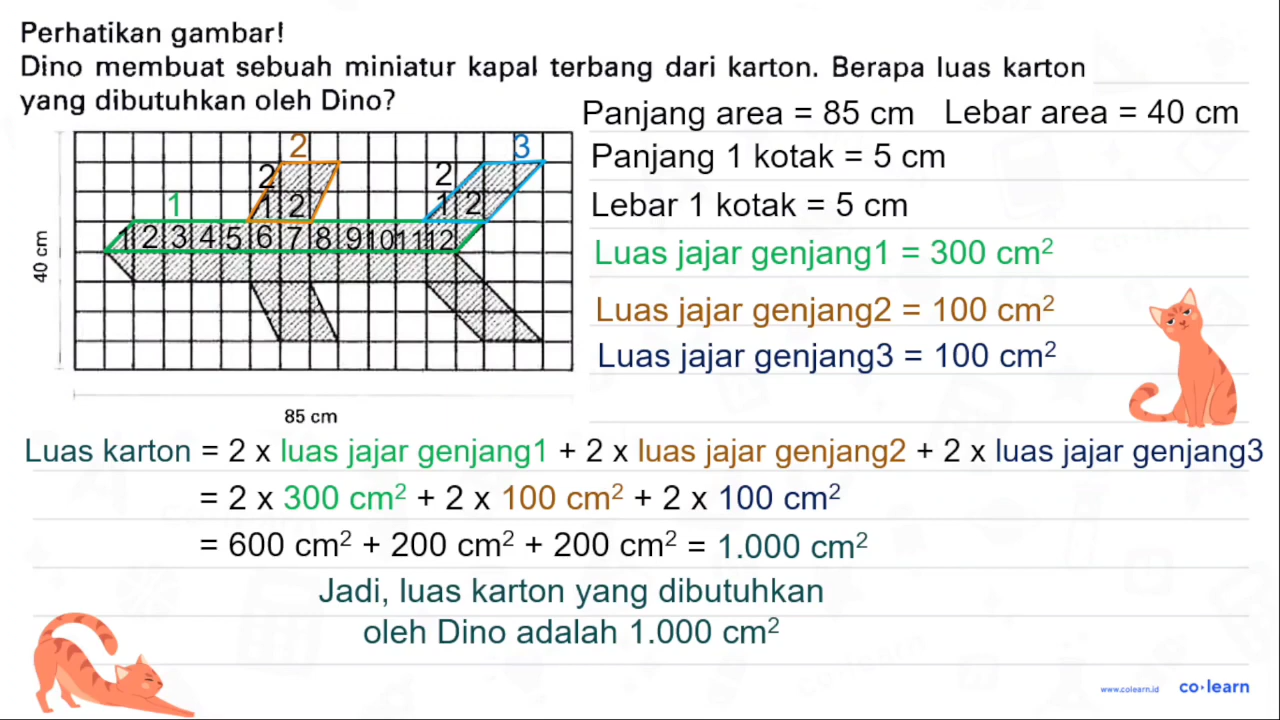 Perhatikan gambar!
Dino membuat sebuah miniatur kapal terbang dari karton. Berapa luas karton
yang dibutuhkan oleh Dino?
Panjang area = 85 cm Lebar area = 40 cm
Panjang 1 kotak = 5 cm
Lebar 1 kotak = 5 cm
Luas jajar genjang1 = 300 cm²
Luas jajar genjang2 = 100 cm²
Luas jajar genjang3 = 100 cm²
2 3
2 2
1 1 2 1 2
1 2 3 4 5 6 7 8 9 10 11 12
40 cm
85 cm
Luas karton = 2 x luas jajar genjang1 + 2 x luas jajar genjang2 + 2 x luas jajar genjang3
= 2 x 300 cm² + 2 x 100 cm² + 2 x 100 cm²
= 600 cm² + 200 cm² + 200 cm² = 1.000 cm²
Jadi, luas karton yang dibutuhkan
oleh Dino adalah 1.000 cm²
www.colearn.id co·learn